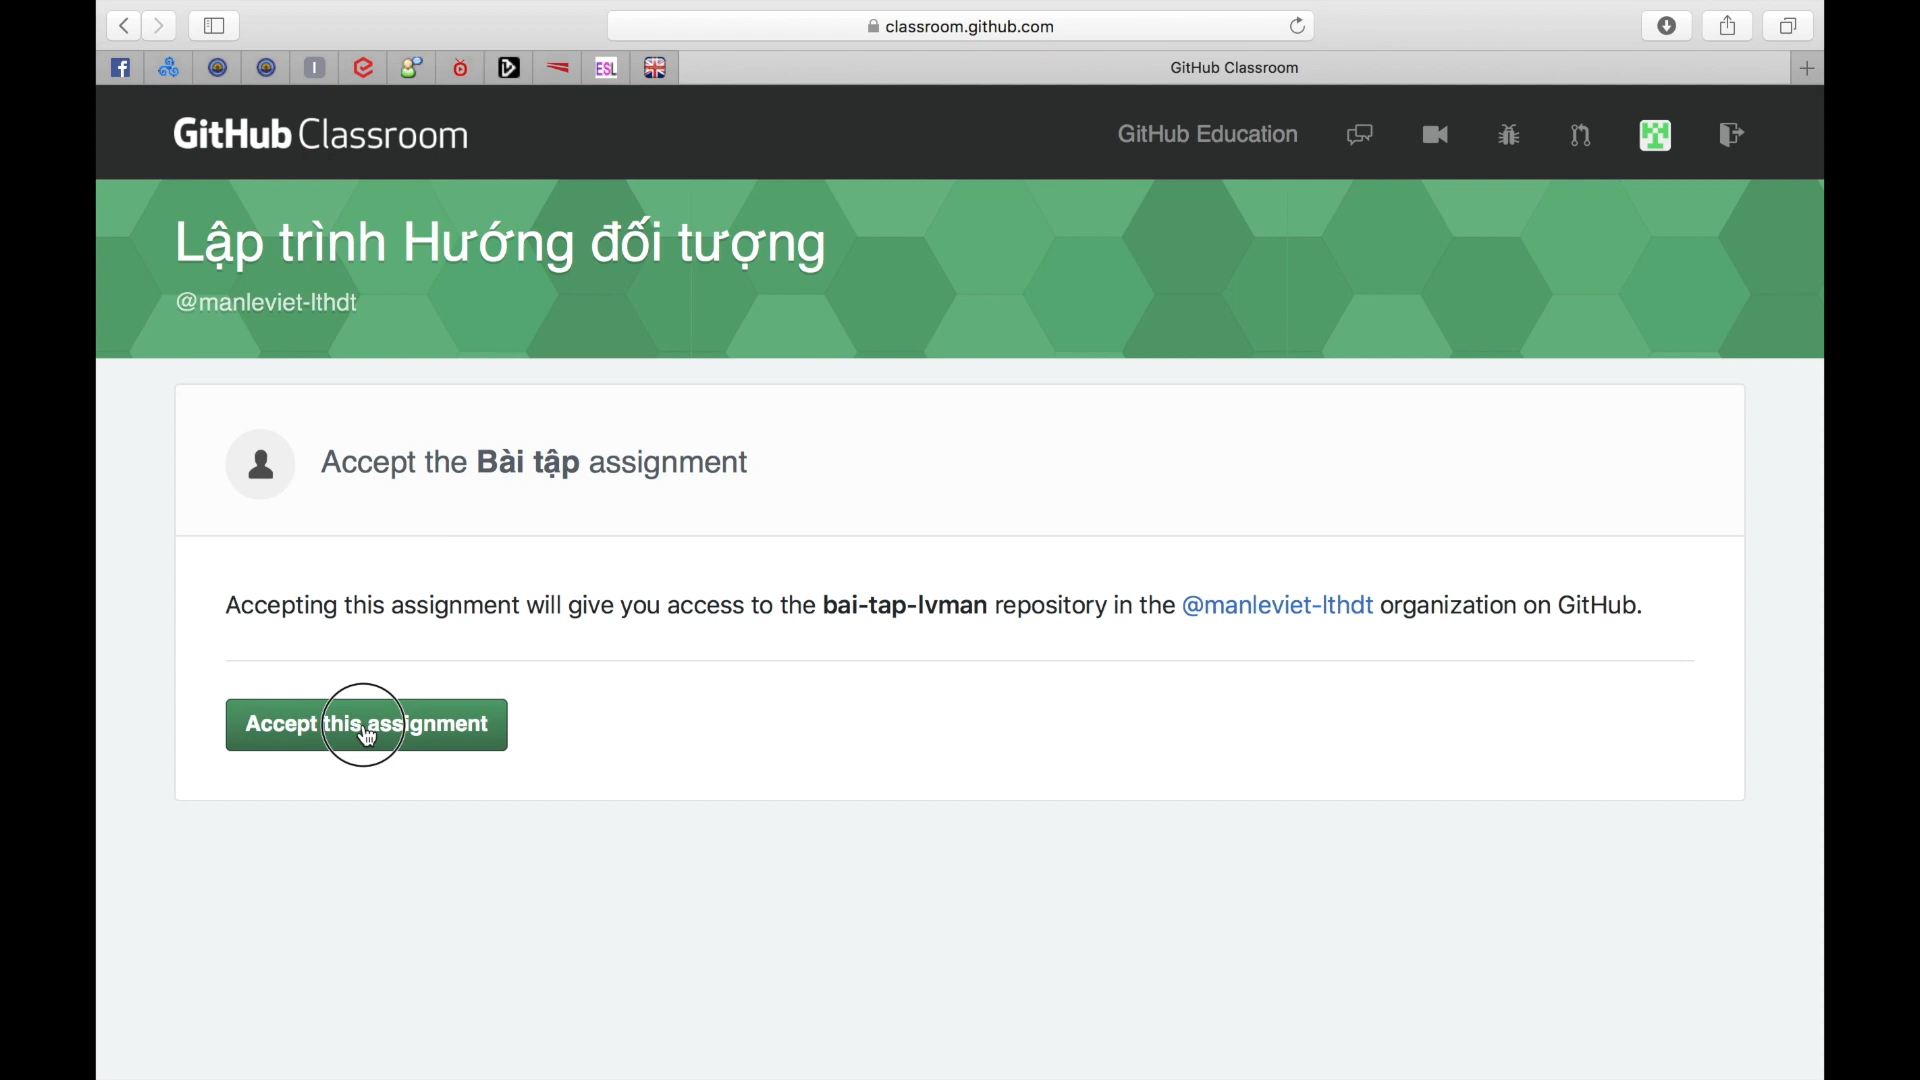 classroom.github.com
I
ESL
GitHub Classroom
GitHub Classroom
GitHub Education
Lập trình Hướng đối tượng
@manleviet-lthdt
Accept the Bài tập assignment
Accepting this assignment will give you access to the bai-tap-lvman repository in the @manleviet-lthdt organization on GitHub.
Accept this assignment